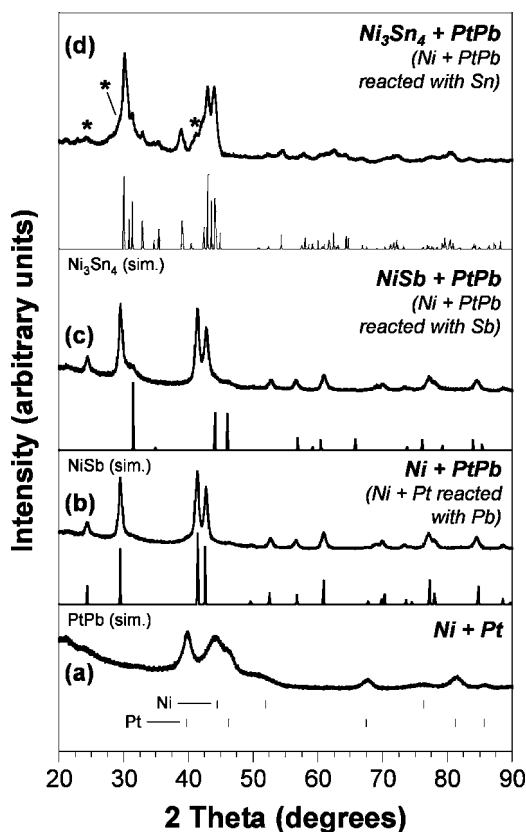 (d)
Ni₃Sn₄ + PtPb
(Ni + PtPb
reacted with Sn)
*
*
*
Ni₃Sn₄ (sim.)
NiSb + PtPb
(Ni + PtPb
reacted with Sb)
(c)
NiSb (sim.)
Ni + PtPb
(Ni + Pt reacted
with Pb)
(b)
PtPb (sim.)
Ni + Pt
(a)
Ni
Pt
20 30 40 50 60 70 80 90
2 Theta (degrees)
Intensity (arbitrary units)